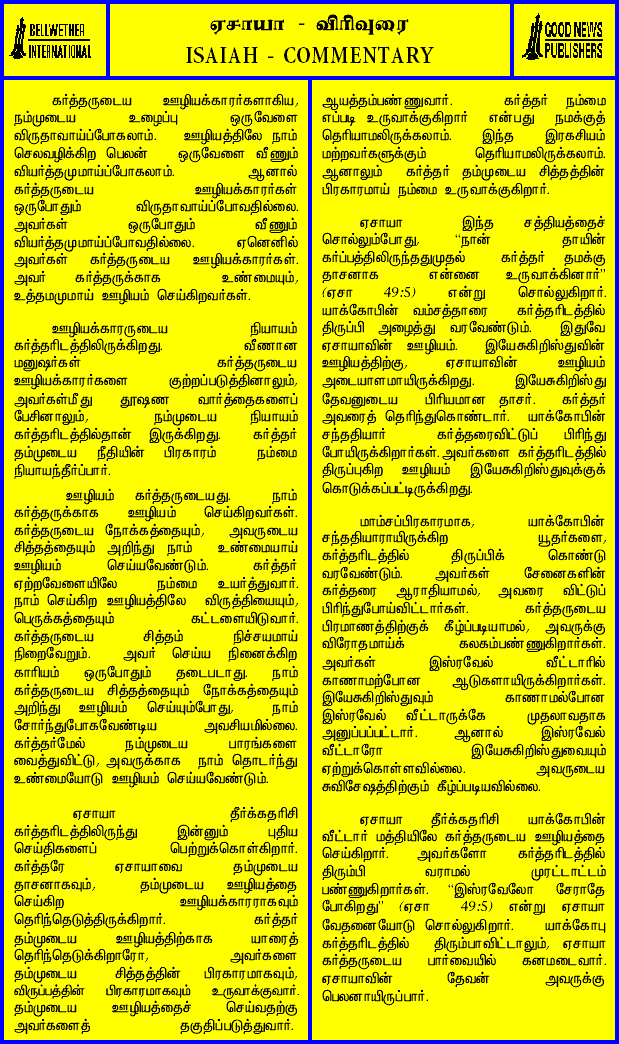 BELLWETHER
INTERNATIONAL
ஏசாயா - விரிவுரை
ISAIAH - COMMENTARY
GOOD NEWS
PUBLISHERS
கர்த்தருடைய ஊழியக்காரர்களாகிய,
நம்முடைய உழைப்பு ஒருவேளை
விருதாவாய்ப்போகலாம். ஊழியத்திலே நாம்
செலவழிக்கிற பெலன் ஒருவேளை வீணும்
வியர்த்தமுமாய்ப்போகலாம். ஆனால்
கர்த்தருடைய ஊழியக்காரர்கள்
ஒருபோதும் விருதாவாய்ப்போவதில்லை.
அவர்கள் ஒருபோதும் வீணும்
வியர்த்தமுமாய்ப்போவதில்லை. ஏனெனில்
அவர்கள் கர்த்தருடைய ஊழியக்காரர்கள்.
அவர் கர்த்தருக்காக உண்மையும்,
உத்தமமுமாய் ஊழியம் செய்கிறவர்கள்.
ஊழியக்காரருடைய நியாயம்
கர்த்தரிடத்திலிருக்கிறது. வீணான
மனுஷர்கள் கர்த்தருடைய
ஊழியக்காரர்களை குற்றப்படுத்தினாலும்,
அவர்கள்மீது தூஷண வார்த்தைகளைப்
பேசினாலும், நம்முடைய நியாயம்
கர்த்தரிடத்தில்தான் இருக்கிறது. கர்த்தர்
தம்முடைய நீதியின் பிரகாரம் நம்மை
நியாயந்தீர்ப்பார்.
ஊழியம் கர்த்தருடையது. நாம்
கர்த்தருக்காக ஊழியம் செய்கிறவர்கள்.
கர்த்தருடைய நோக்கத்தையும், அவருடைய
சித்தத்தையும் அறிந்து நாம் உண்மையாய்
ஊழியம் செய்யவேண்டும். கர்த்தர்
ஏற்றவேளையிலே நம்மை உயர்த்துவார்.
நாம் செய்கிற ஊழியத்திலே விருத்தியையும்,
பெருக்கத்தையும் கட்டளையிடுவார்.
கர்த்தருடைய சித்தம் நிச்சயமாய்
நிறைவேறும். அவர் செய்ய நினைக்கிற
காரியம் ஒருபோதும் தடைபடாது. நாம்
கர்த்தருடைய சித்தத்தையும் நோக்கத்தையும்
அறிந்து ஊழியம் செய்யும்போது. நாம்
சோர்ந்துபோகவேண்டிய அவசியமில்லை.
கர்த்தர்மேல் நம்முடைய பாரங்களை
வைத்துவிட்டு, அவருக்காக நாம் தொடர்ந்து
உண்மையோடு ஊழியம் செய்யவேண்டும்.
ஏசாயா தீர்க்கதரிசி
கர்த்தரிடத்திலிருந்து இன்னும் புதிய
செய்திகளைப் பெற்றுக்கொள்கிறார்.
கர்த்தரே ஏசாயாவை தம்முடைய
தாசனாகவும், தம்முடைய ஊழியத்தை
செய்கிற ஊழியக்காரராகவும்
தெரிந்தெடுத்திருக்கிறார். கர்த்தர்
தம்முடைய ஊழியத்திற்காக யாரைத்
தெரிந்தெடுக்கிறாரோ, அவர்களை
தம்முடைய சித்தத்தின் பிரகாரமாகவும்,
விருப்பத்தின் பிரகாரமாகவும் உருவாக்குவார்.
தம்முடைய ஊழியத்தைச் செய்வதற்கு
அவர்களைத் தகுதிப்படுத்துவார்.
ஆயத்தம்பண்ணுவார். கர்த்தர் நம்மை
எப்படி உருவாக்குகிறார் என்பது நமக்குத்
தெரியாமலிருக்கலாம். இந்த இரகசியம்
மற்றவர்களுக்கும் தெரியாமலிருக்கலாம்.
ஆனாலும் கர்த்தர் தம்முடைய சித்தத்தின்
பிரகாரமாய் நம்மை உருவாக்குகிறார்.
ஏசாயா இந்த சத்தியத்தைச்
சொல்லும்போது, “நான் தாயின்
கர்ப்பத்திலிருந்ததுமுதல் கர்த்தர் தமக்கு
தாசனாக என்னை உருவாக்கினார்”
(ஏசா 49:5) என்று சொல்லுகிறார்.
யாக்கோபின் வம்சத்தாரை கர்த்தரிடத்தில்
திருப்பி அழைத்து வரவேண்டும். இதுவே
ஏசாயாவின் ஊழியம். இயேசுகிறிஸ்துவின்
ஊழியத்திற்கு, ஏசாயாவின் ஊழியம்
அடையாளமாயிருக்கிறது. இயேசுகிறிஸ்து
தேவனுடைய பிரியமான தாசர். கர்த்தர்
அவரைத் தெரிந்துகொண்டார். யாக்கோபின்
சந்ததியார் கர்த்தரைவிட்டுப் பிரிந்து
போயிருக்கிறார்கள். அவர்களை கர்த்தரிடத்தில்
திருப்புகிற ஊழியம் இயேசுகிறிஸ்துவுக்குக்
கொடுக்கப்பட்டிருக்கிறது.
மாம்சப்பிரகாரமாக, யாக்கோபின்
சந்ததியாராயிருக்கிற யூதர்களை,
கர்த்தரிடத்தில் திருப்பிக் கொண்டு
வரவேண்டும். அவர்கள் சேனைகளின்
கர்த்தரை ஆராதியாமல், அவரை விட்டுப்
பிரிந்துபோய்விட்டார்கள். கர்த்தருடைய
பிரமாணத்திற்குக் கீழ்ப்படியாமல், அவருக்கு
விரோதமாய்க் கலகம்பண்ணுகிறார்கள்.
அவர்கள் இஸ்ரவேல் வீட்டாரில்
காணாமற்போன ஆடுகளாயிருக்கிறார்கள்.
இயேசுகிறிஸ்துவும் காணாமல்போன
இஸ்ரவேல் வீட்டாருக்கே முதலாவதாக
அனுப்பப்பட்டார். ஆனால் இஸ்ரவேல்
வீட்டாரோ இயேசுகிறிஸ்துவையும்
ஏற்றுக்கொள்ளவில்லை. அவருடைய
சுவிசேஷத்திற்கும் கீழ்ப்படியவில்லை.
ஏசாயா தீர்க்கதரிசி யாக்கோபின்
வீட்டார் மத்தியிலே கர்த்தருடைய ஊழியத்தை
செய்கிறார். அவர்களோ கர்த்தரிடத்தில்
திரும்பி வராமல் முரட்டாட்டம்
பண்ணுகிறார்கள். “இஸ்ரவேலோ சேராதே
போகிறது” (ஏசா 49:5) என்று ஏசாயா
வேதனையோடு சொல்லுகிறார். யாக்கோபு
கர்த்தரிடத்தில் திரும்பாவிட்டாலும், ஏசாயா
கர்த்தருடைய பார்வையில் கனமடைவார்.
ஏசாயாவின் தேவன் அவருக்கு
பெலனாயிருப்பார்.